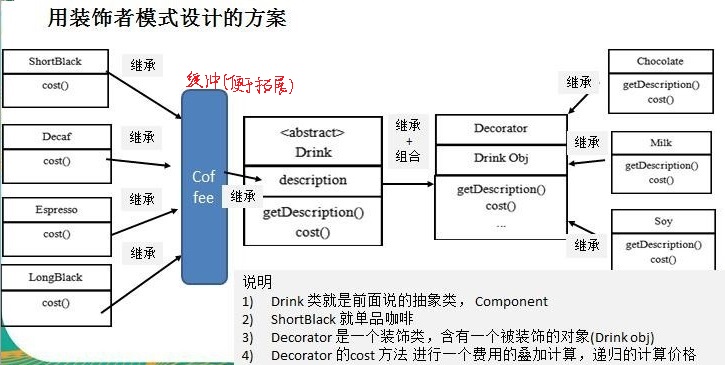 用装饰者模式设计的方案
ShortBlack
cost()
继承
Decaf
cost()
继承
Espresso
cost()
继承
LongBlack
cost()
继承
缓冲(便于拓展)
Cof
fee
继承
<abstract>
Drink
description
getDescription()
cost()
继承
+
组合
Decorator
Drink Obj
getDescription()
cost()
...
Chocolate
getDescription()
cost()
继承
Milk
getDescription()
cost()
继承
Soy
getDescription()
cost()
继承
说明
1) Drink 类就是前面说的抽象类， Component
2) ShortBlack 就单品咖啡
3) Decorator 是一个装饰类，含有一个被装饰的对象(Drink obj)
4) Decorator 的cost 方法 进行一个费用的叠加计算，递归的计算价格